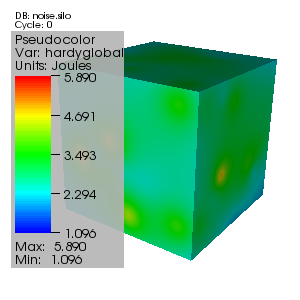 DB: noise.silo
Cycle: 0
Pseudocolor
Var: hardyglobal
Units: Joules
5.890
4.691
3.493
2.294
1.096
Max: 5.890
Min: 1.096